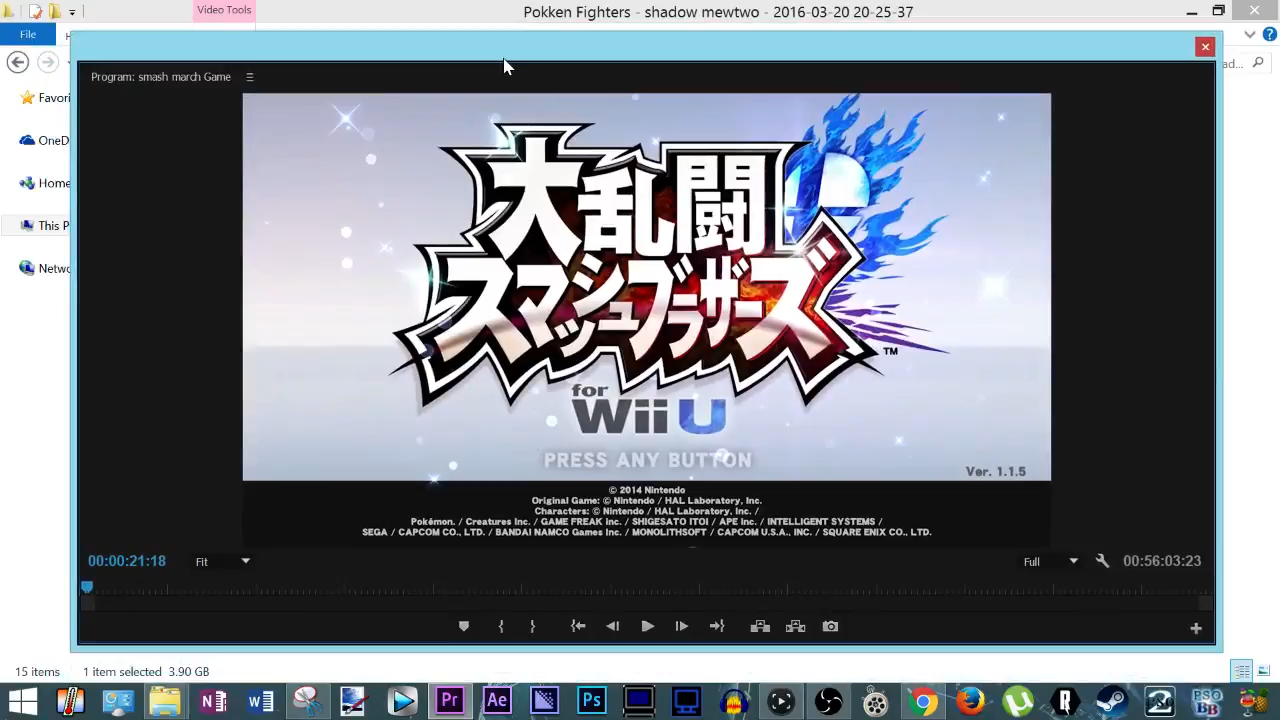 Video Tools
Pokken Fighters - shadow mewtwo - 2016-03-20 20-25-37
File
Favori
OneD
Home
This P
Netwo
ad...
Program: smash march Game
大乱闘
スマッシュブラザーズ
TM
for
Wii U
PRESS ANY BUTTON
Ver. 1.1.5
© 2014 Nintendo
Original Game: © Nintendo / HAL Laboratory, Inc.
Characters: © Nintendo / HAL Laboratory, Inc. /
Pokémon. / Creatures Inc. / GAME FREAK inc. / SHIGESATO ITOI / APE inc. / INTELLIGENT SYSTEMS /
SEGA / CAPCOM CO., LTD. / BANDAI NAMCO Games Inc. / MONOLITHSOFT / CAPCOM U.S.A., INC. / SQUARE ENIX CO., LTD.
00:00:21:18
Fit
Full
00:56:03:23
15 items
1 item selected 3.90 GB
Pr
Ae
Ps
PSO
BB